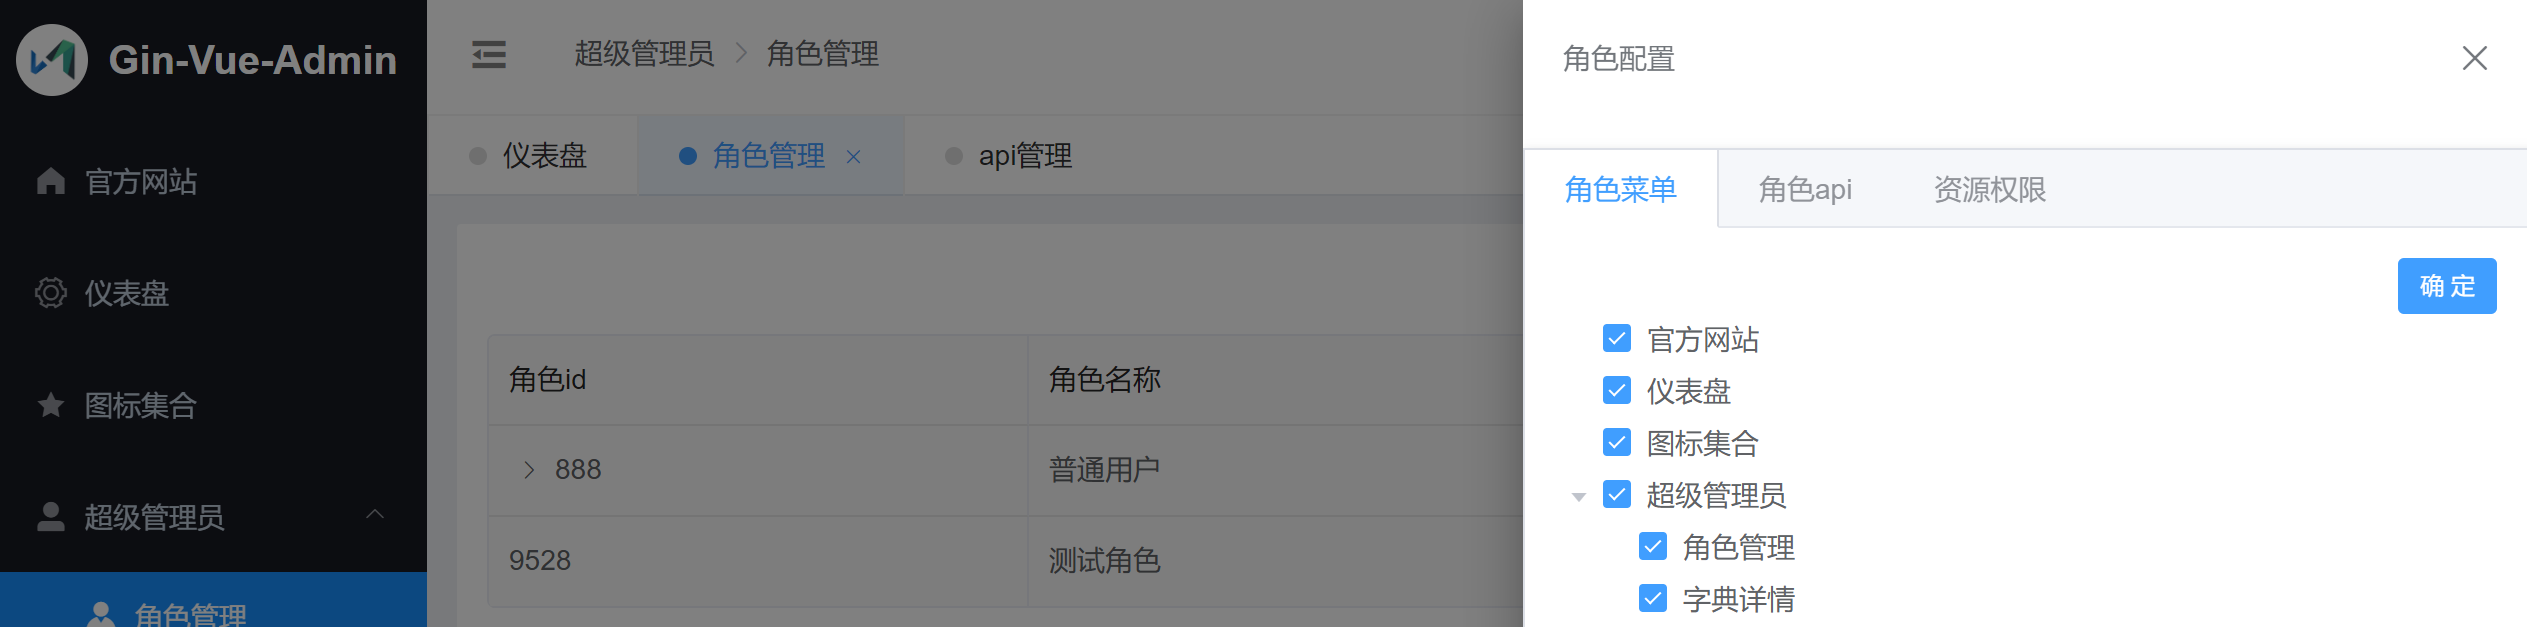 Gin-Vue-Admin
官方网站
仪表盘
图标集合
超级管理员
角色管理
超级管理员 角色管理
仪表盘 角色管理 api管理
角色id 角色名称
888 普通用户
9528 测试角色
角色配置
角色菜单 角色api 资源权限
确 定
官方网站
仪表盘
图标集合
超级管理员
角色管理
字典详情